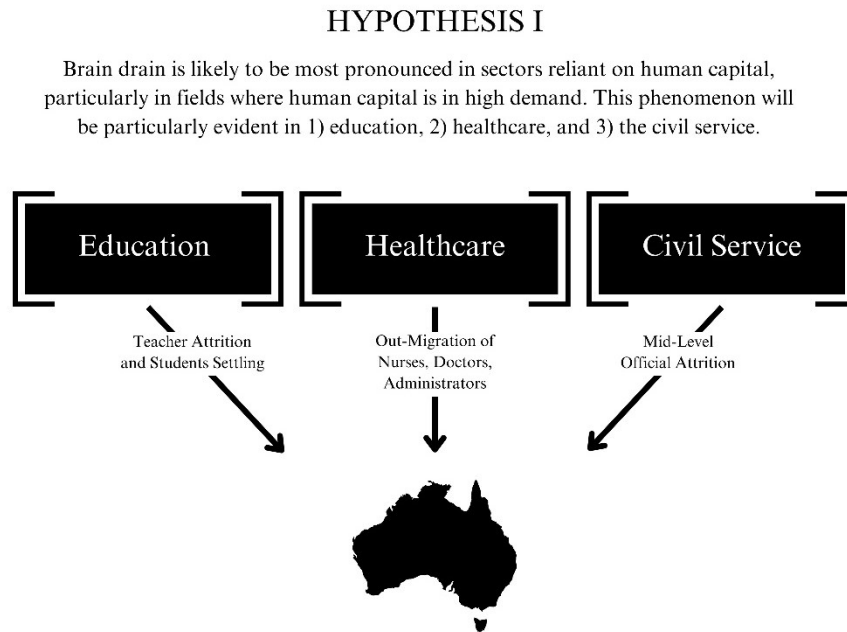 HYPOTHESIS I
Brain drain is likely to be most pronounced in sectors reliant on human capital,
particularly in fields where human capital is in high demand. This phenomenon will
be particularly evident in 1) education, 2) healthcare, and 3) the civil service.
Education
Healthcare
Civil Service
Teacher Attrition
and Students Settling
Out-Migration of
Nurses, Doctors,
Administrators
Mid-Level
Official Attrition